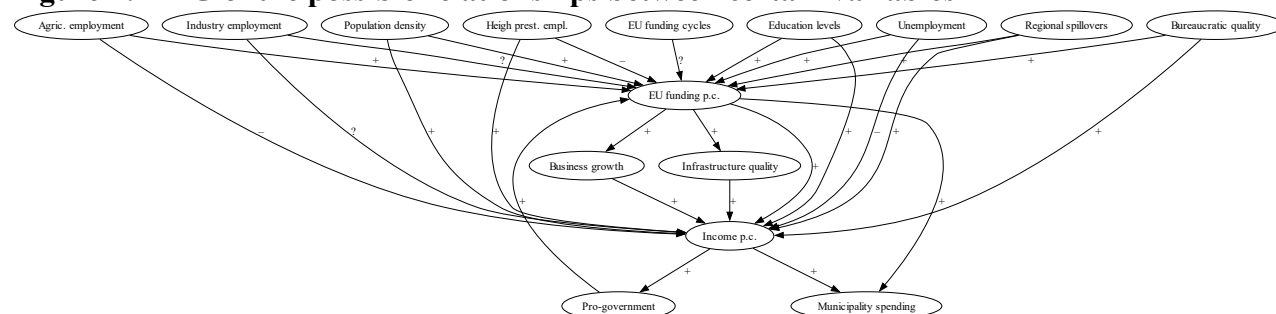 Agric. employment
Industry employment
Population density
Heigh prest. empl.
EU funding cycles
Education levels
Unemployment
Regional spillovers
Bureaucratic quality
+ ? + – ? + + + +
EU funding p.c.
– ? + + + + + – + +
Business growth
Infrastructure quality
+
+ + + +
Income p.c.
+ +
Pro-government
Municipality spending